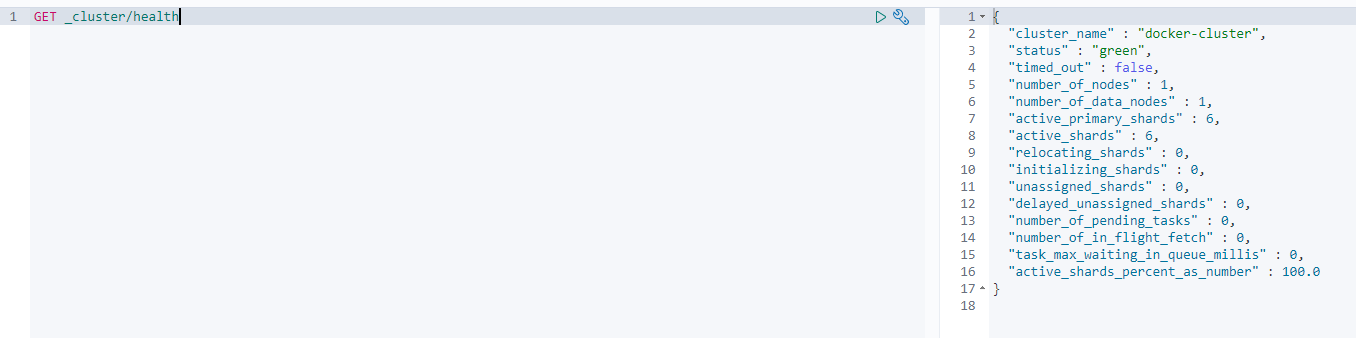 1 GET _cluster/health
1 {
2 "cluster_name" : "docker-cluster",
3 "status" : "green",
4 "timed_out" : false,
5 "number_of_nodes" : 1,
6 "number_of_data_nodes" : 1,
7 "active_primary_shards" : 6,
8 "active_shards" : 6,
9 "relocating_shards" : 0,
10 "initializing_shards" : 0,
11 "unassigned_shards" : 0,
12 "delayed_unassigned_shards" : 0,
13 "number_of_pending_tasks" : 0,
14 "number_of_in_flight_fetch" : 0,
15 "task_max_waiting_in_queue_millis" : 0,
16 "active_shards_percent_as_number" : 100.0
17 }
18